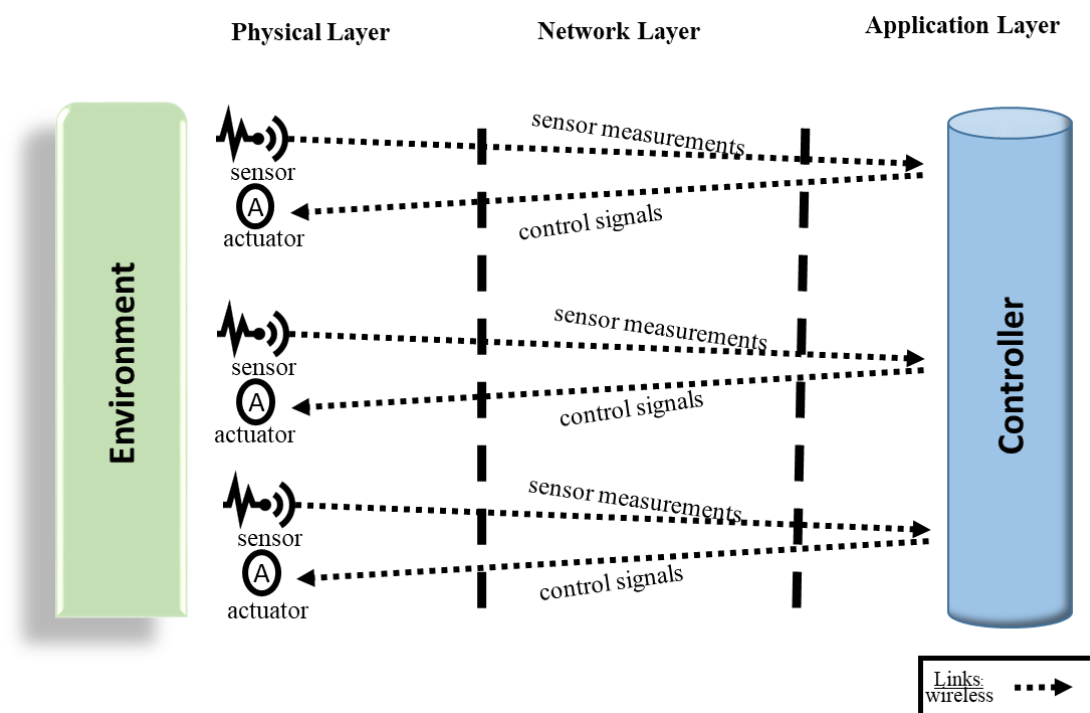 Physical Layer
Network Layer
Application Layer
Environment
sensor
A
actuator
sensor measurements
control signals
sensor
A
actuator
sensor measurements
control signals
sensor
A
actuator
sensor measurements
control signals
Controller
Links:
wireless